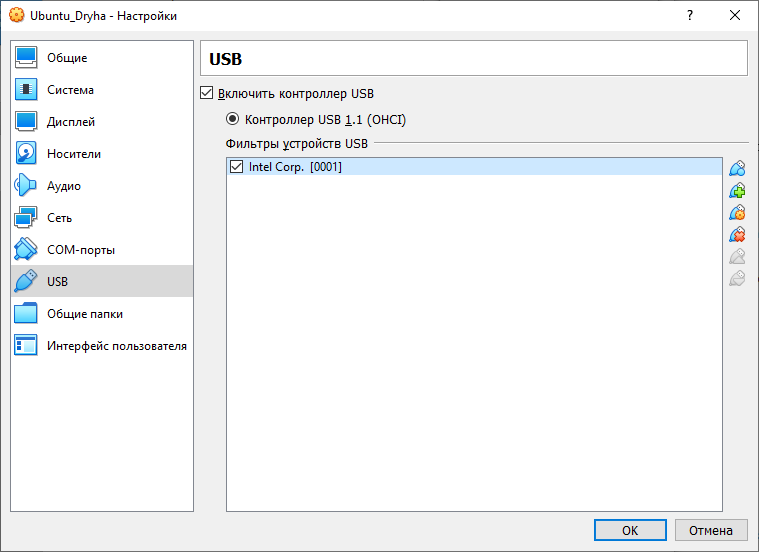 Ubuntu_Dryha - Настройки
?
Общие
Система
Дисплей
Носители
Аудио
Сеть
COM-порты
USB
Общие папки
Интерфейс пользователя
USB
Включить контроллер USB
Контроллер USB 1.1 (OHCI)
Фильтры устройств USB
Intel Corp. [0001]
OK
Отмена